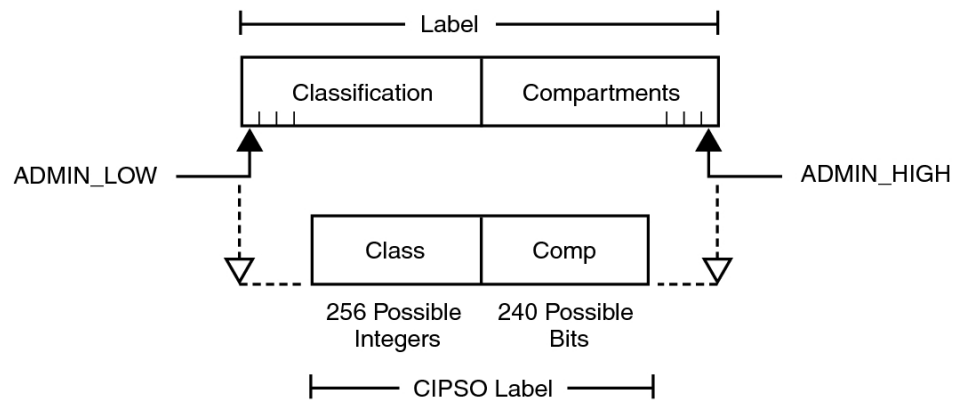 Label
Classification
Compartments
ADMIN_LOW
ADMIN_HIGH
Class
Comp
256 Possible
Integers
240 Possible
Bits
CIPSO Label